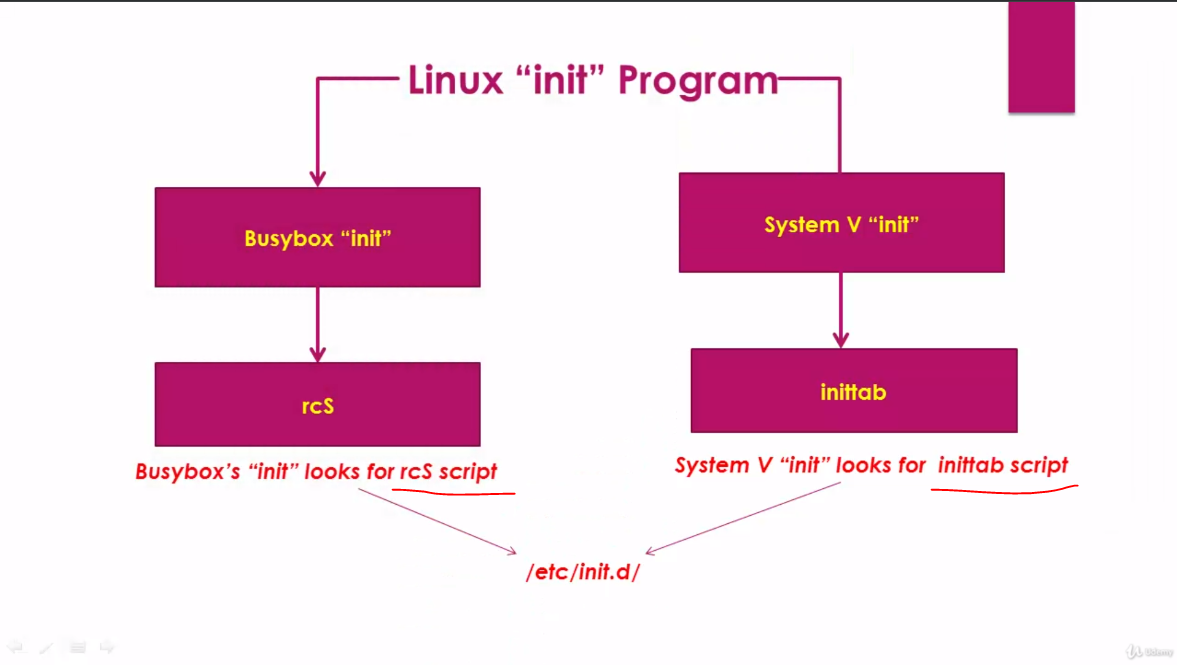 Linux “init” Program
Busybox “init”
System V “init”
rcS
inittab
Busybox’s “init” looks for rcS script
System V “init” looks for inittab script
/etc/init.d/
Udemy